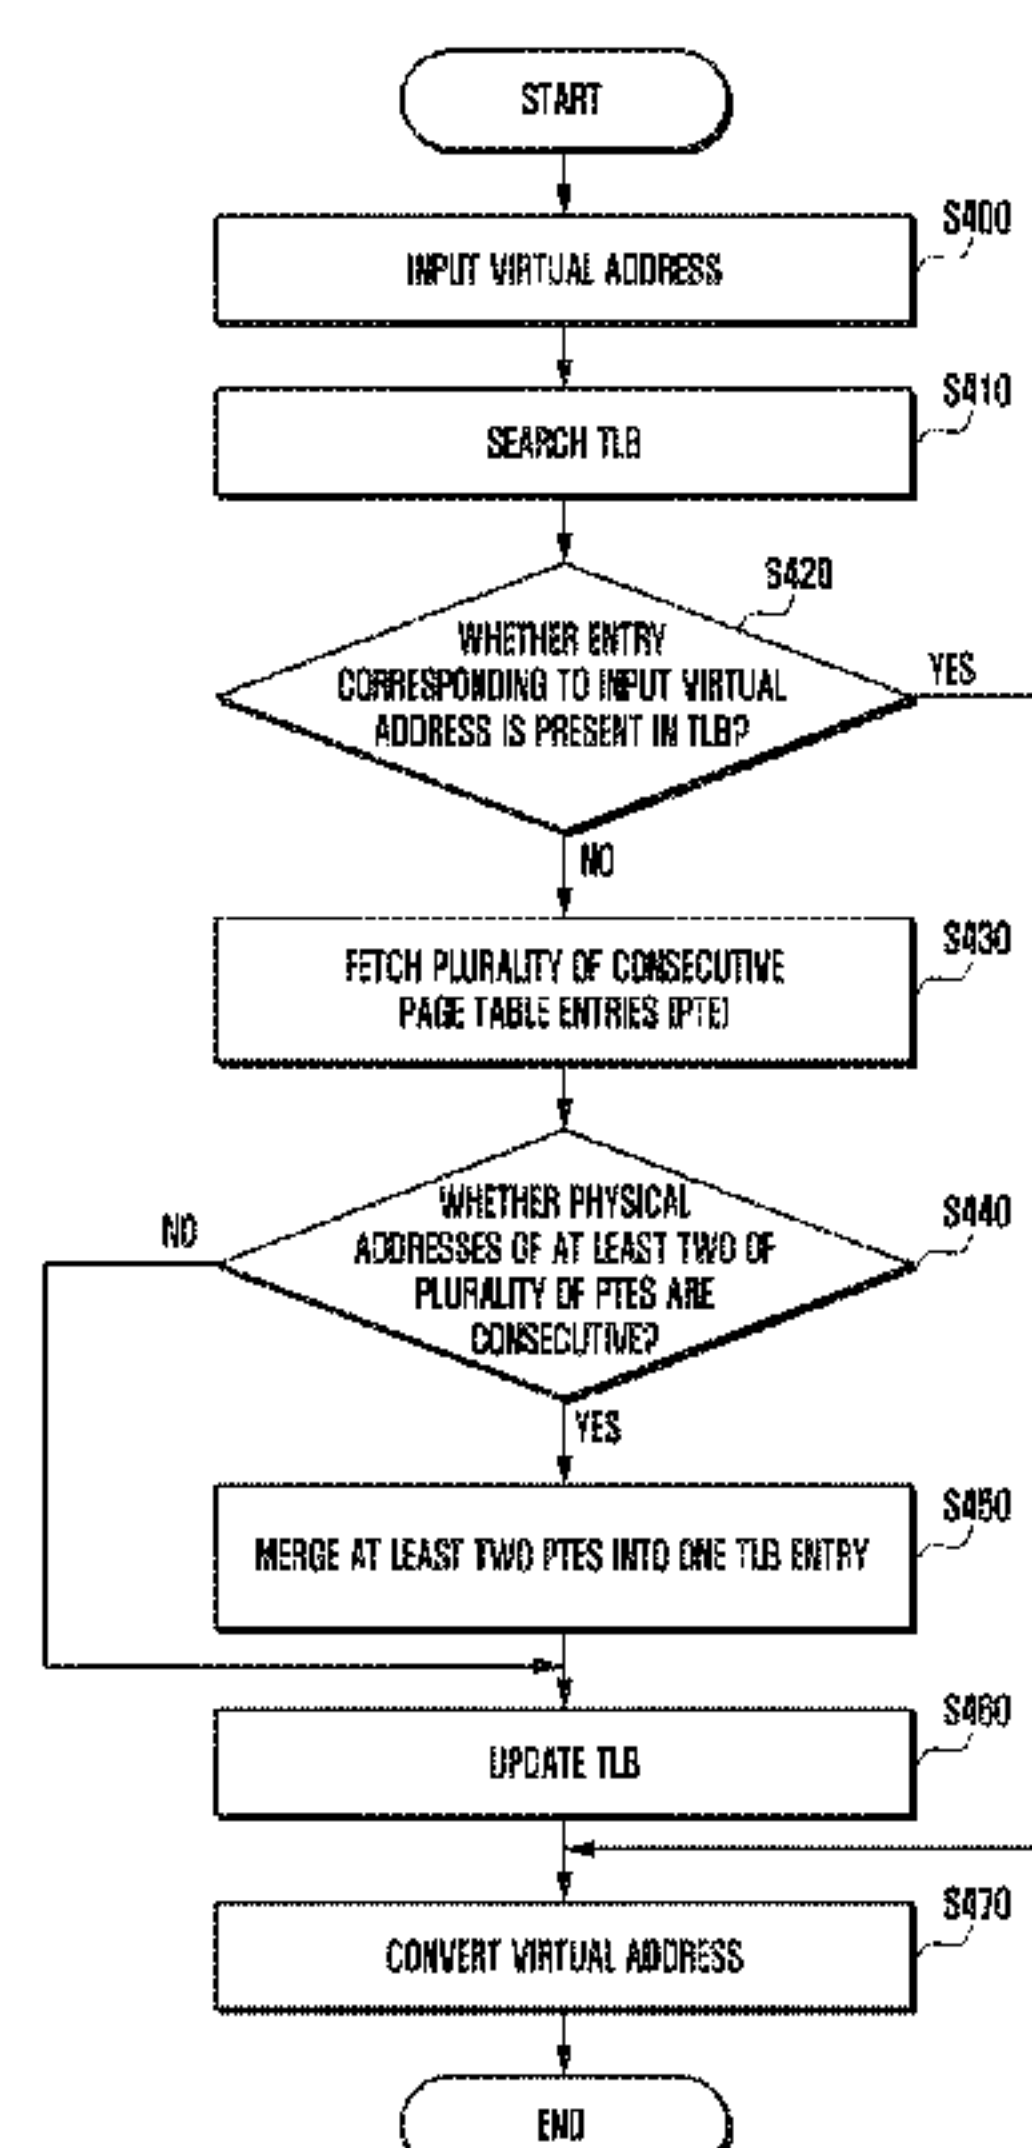 START
S400
INPUT VIRTUAL ADDRESS
S410
SEARCH TLB
S420
WHETHER ENTRY
CORRESPONDING TO INPUT VIRTUAL
ADDRESS IS PRESENT IN TLB?
YES
NO
S430
FETCH PLURALITY OF CONSECUTIVE
PAGE TABLE ENTRIES (PTE)
S440
WHETHER PHYSICAL
ADDRESSES OF AT LEAST TWO OF
PLURALITY OF PTES ARE
CONSECUTIVE?
NO
YES
S450
MERGE AT LEAST TWO PTES INTO ONE TLB ENTRY
S460
UPDATE TLB
S470
CONVERT VIRTUAL ADDRESS
END